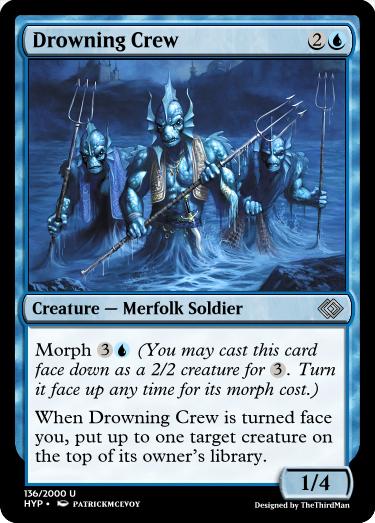 Drowning Crew 2
Creature — Merfolk Soldier
Morph 3 (You may cast this card
face down as a 2/2 creature for 3. Turn
it face up any time for its morph cost.)
When Drowning Crew is turned face
you, put up to one target creature on
the top of its owner's library.
1/4
136/2000 U
HYP • PATRICKMCEVOY
Designed by TheThirdMan